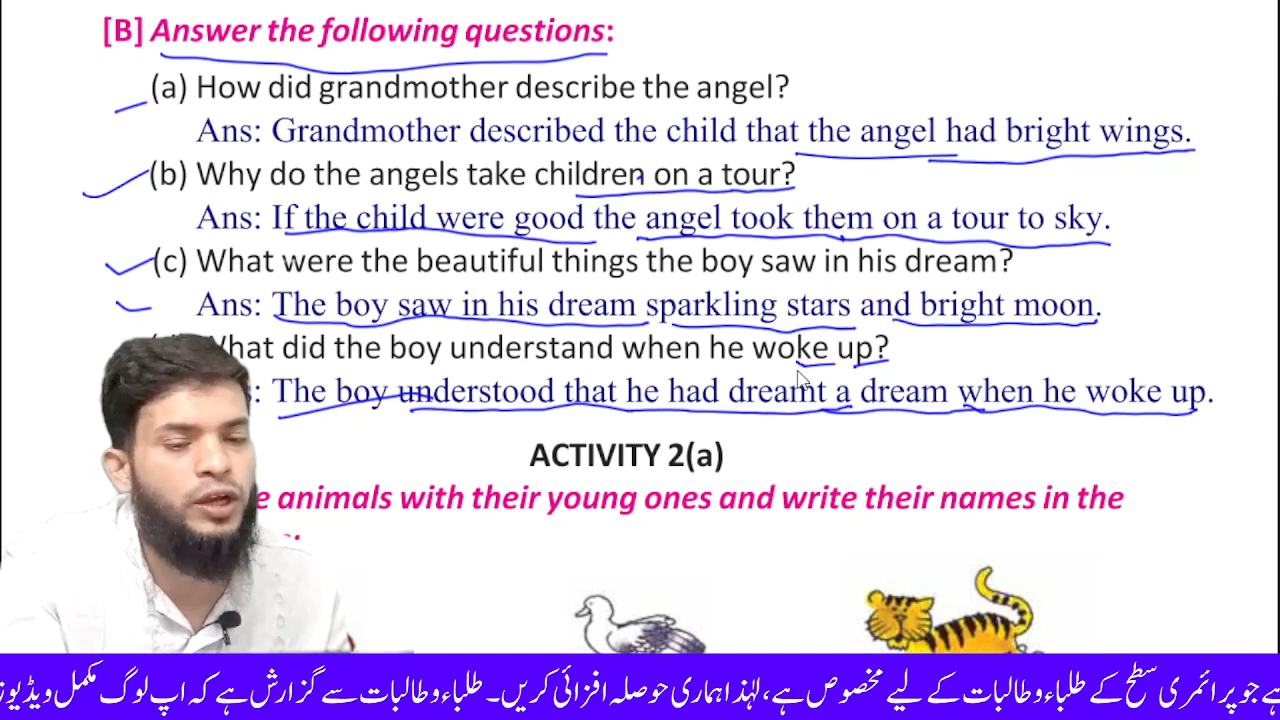 [B] Answer the following questions:
(a) How did grandmother describe the angel?
Ans: Grandmother described the child that the angel had bright wings.
(b) Why do the angels take children on a tour?
Ans: If the child were good the angel took them on a tour to sky.
(c) What were the beautiful things the boy saw in his dream?
Ans: The boy saw in his dream sparkling stars and bright moon.
What did the boy understand when he woke up?
The boy understood that he had dreamt a dream when he woke up.
ACTIVITY 2(a)
animals with their young ones and write their names in the
ہے جو پرائمری سطح کے طلباء و طالبات کے لیے مخصوص ہے، لہٰذا ہماری حوصلہ افزائی کریں۔ طلباء و طالبات سے گزارش ہے کہ آپ لوگ مکمل ویڈیوز